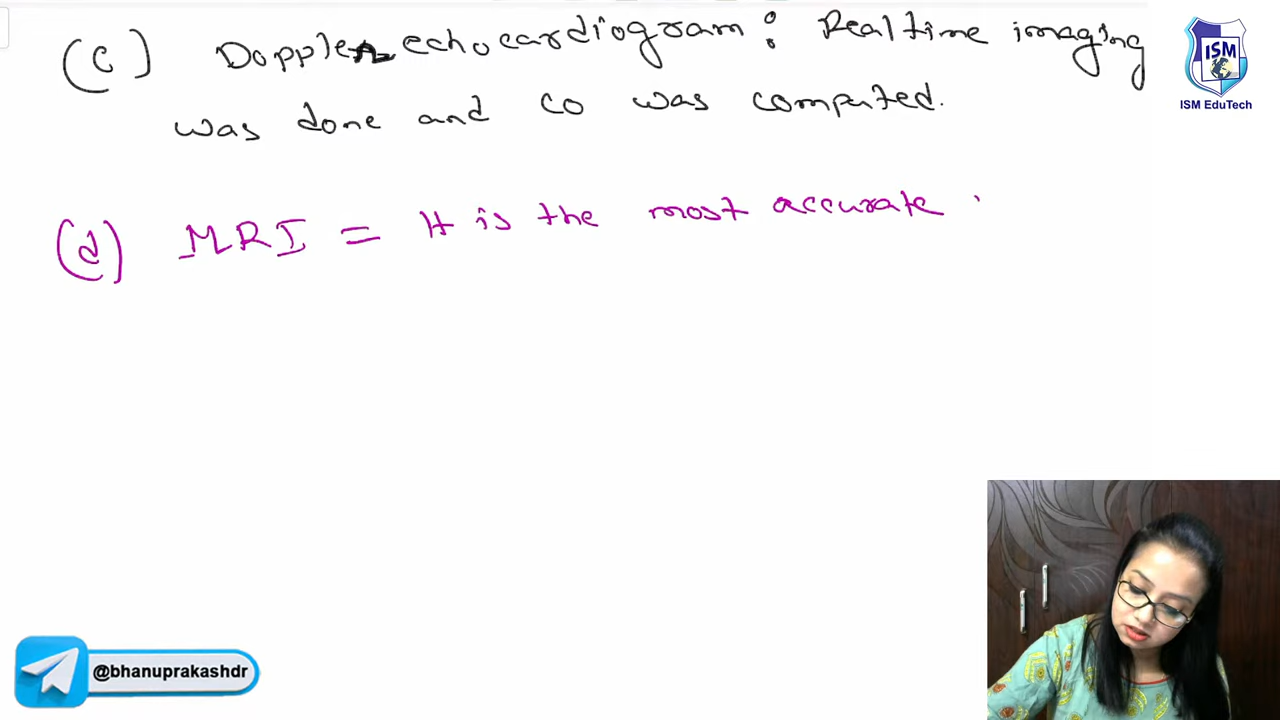 (c) Doppler echocardiogram : Realtime imaging
was done and co was computed.
(d) MRI = It is the most accurate
ISM
ISM EduTech
@bhanuprakashdr